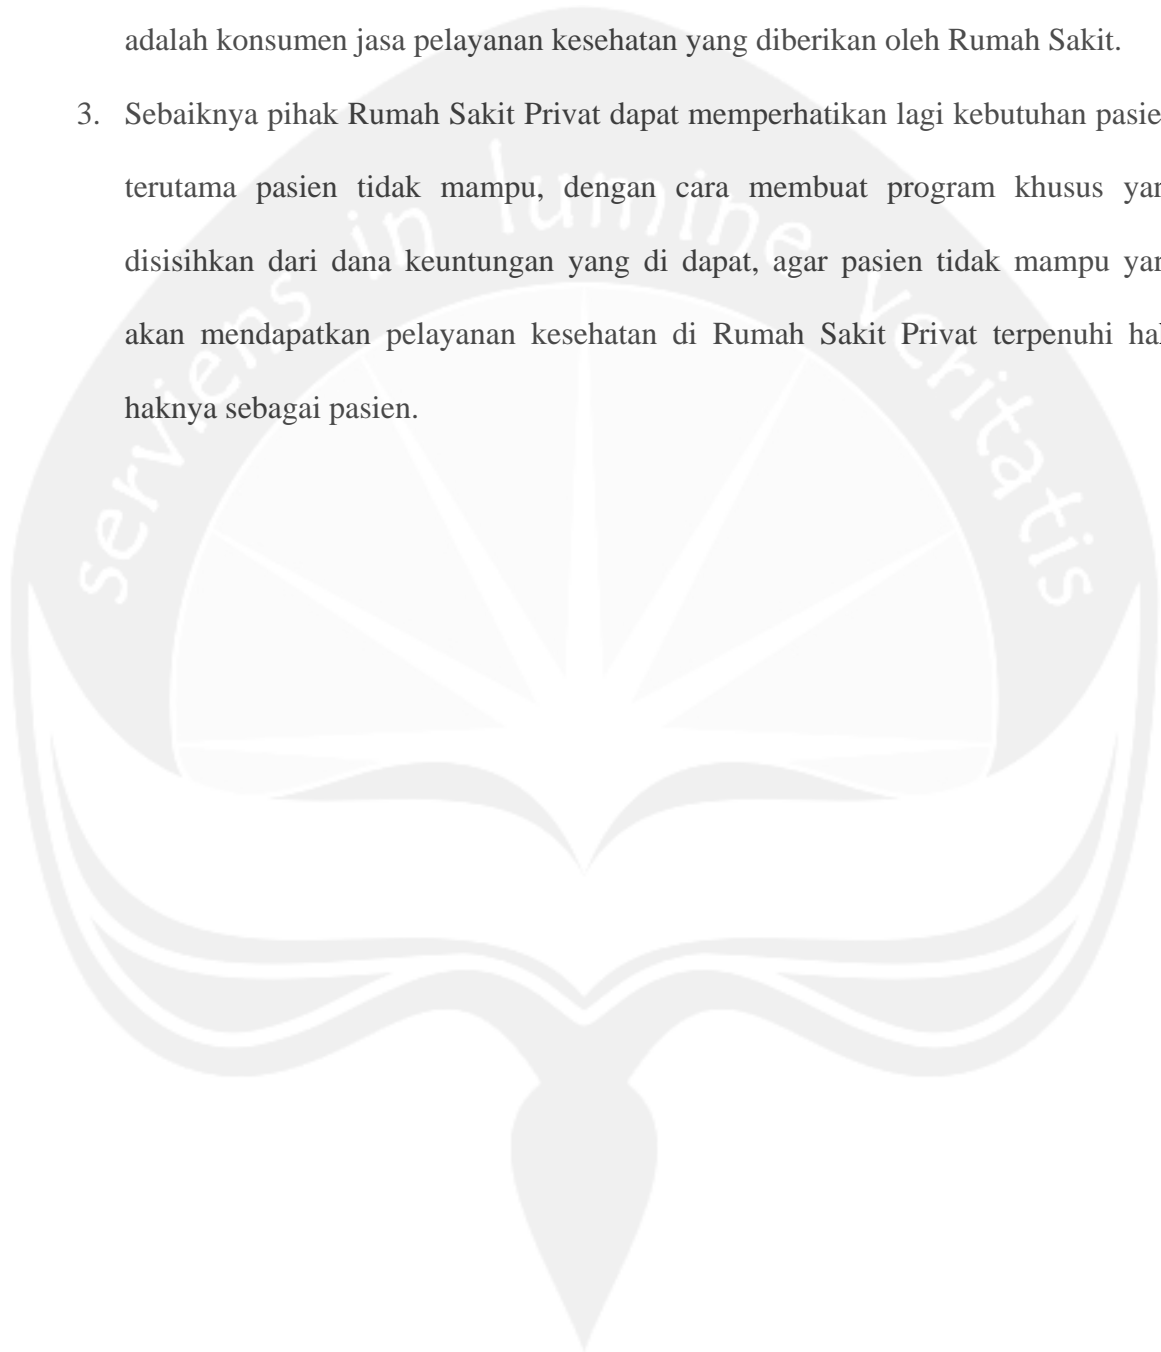 adalah konsumen jasa pelayanan kesehatan yang diberikan oleh Rumah Sakit.
3. Sebaiknya pihak Rumah Sakit Privat dapat memperhatikan lagi kebutuhan pasie
terutama pasien tidak mampu, dengan cara membuat program khusus yan
disisihkan dari dana keuntungan yang di dapat, agar pasien tidak mampu yan
akan mendapatkan pelayanan kesehatan di Rumah Sakit Privat terpenuhi hak
haknya sebagai pasien.
serviens in lumine veritatis